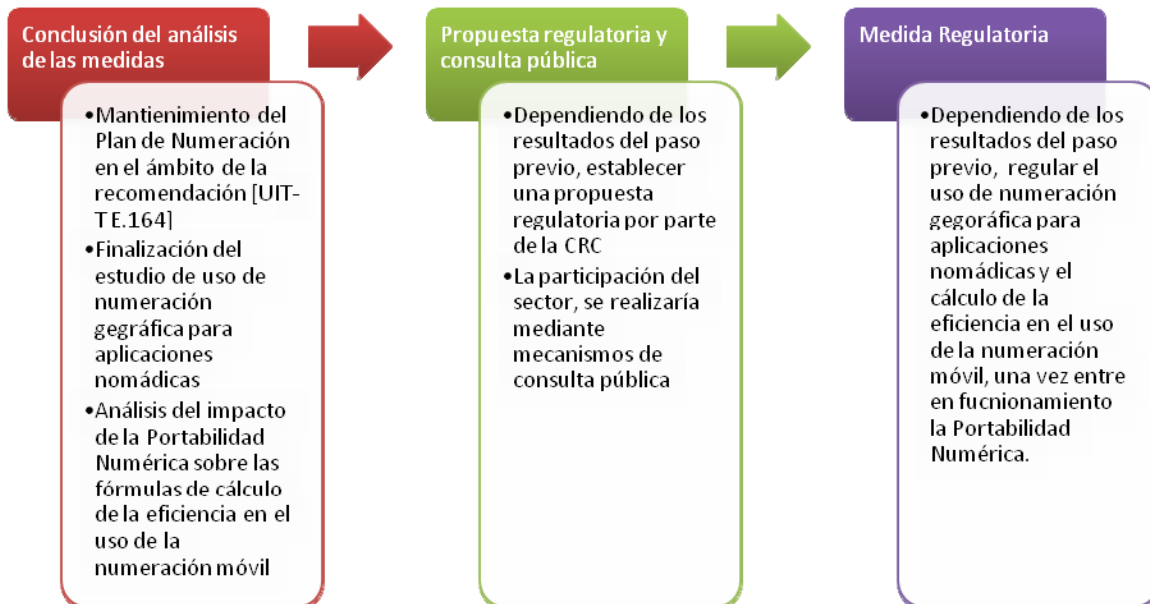 Conclusión del análisis
de las medidas
•Mantenimiento del
Plan de Numeración
en el ámbito de la
recomendación [UIT-
T E.164]
•Finalización del
estudio de uso de
numeración
gegráfica para
aplicaciones
nomádicas
•Análisis del impacto
de la Portabilidad
Numérica sobre las
fórmulas de cálculo
de la eficiencia en el
uso de la
numeración móvil
Propuesta regulatoria y
consulta pública
•Dependiendo de los
resultados del paso
previo, establecer
una propuesta
regulatoria por parte
de la CRC
•La participación del
sector, se realizaría
mediante
mecanismos de
consulta pública
Medida Regulatoria
•Dependiendo de los
resultados del paso
previo, regular el
uso de numeración
gegoráfica para
aplicaciones
nomádicas y el
cálculo de la
eficiencia en el uso
de la numeración
móvil, una vez entre
en fucnionamiento
la Portabilidad
Numérica.